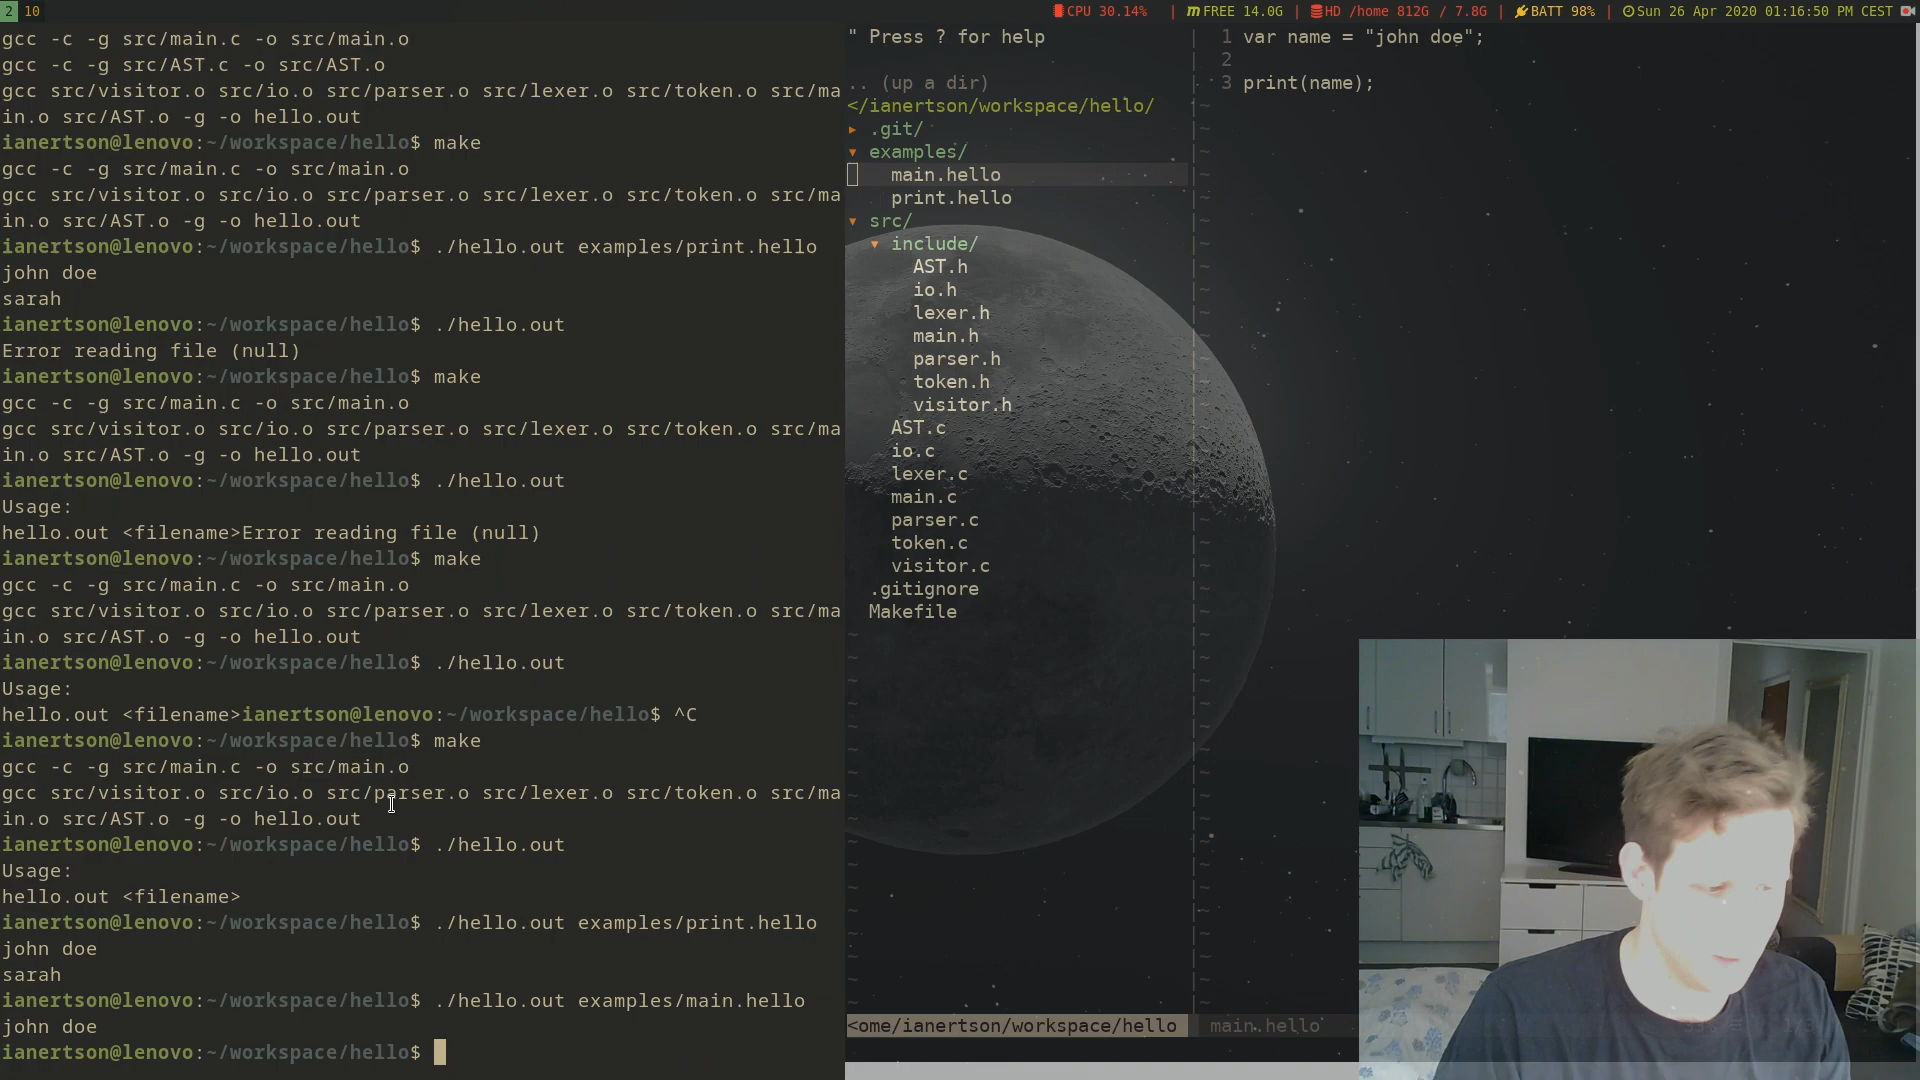 2 10
CPU 30.14% | FREE 14.0G | HD /home 812G / 7.8G | BATT 98% | Sun 26 Apr 2020 01:16:50 PM CEST
gcc -c -g src/main.c -o src/main.o
gcc -c -g src/AST.c -o src/AST.o
gcc src/visitor.o src/io.o src/parser.o src/lexer.o src/token.o src/ma
in.o src/AST.o -g -o hello.out
ianertson@lenovo:~/workspace/hello$ make
gcc -c -g src/main.c -o src/main.o
gcc src/visitor.o src/io.o src/parser.o src/lexer.o src/token.o src/ma
in.o src/AST.o -g -o hello.out
ianertson@lenovo:~/workspace/hello$ ./hello.out examples/print.hello
john doe
sarah
ianertson@lenovo:~/workspace/hello$ ./hello.out
Error reading file (null)
ianertson@lenovo:~/workspace/hello$ make
gcc -c -g src/main.c -o src/main.o
gcc src/visitor.o src/io.o src/parser.o src/lexer.o src/token.o src/ma
in.o src/AST.o -g -o hello.out
ianertson@lenovo:~/workspace/hello$ ./hello.out
Usage:
hello.out <filename>Error reading file (null)
ianertson@lenovo:~/workspace/hello$ make
gcc -c -g src/main.c -o src/main.o
gcc src/visitor.o src/io.o src/parser.o src/lexer.o src/token.o src/ma
in.o src/AST.o -g -o hello.out
ianertson@lenovo:~/workspace/hello$ ./hello.out
Usage:
hello.out <filename>ianertson@lenovo:~/workspace/hello$ ^C
ianertson@lenovo:~/workspace/hello$ make
gcc -c -g src/main.c -o src/main.o
gcc src/visitor.o src/io.o src/parser.o src/lexer.o src/token.o src/ma
in.o src/AST.o -g -o hello.out
ianertson@lenovo:~/workspace/hello$ ./hello.out
Usage:
hello.out <filename>
ianertson@lenovo:~/workspace/hello$ ./hello.out examples/print.hello
john doe
sarah
ianertson@lenovo:~/workspace/hello$ ./hello.out examples/main.hello
john doe
ianertson@lenovo:~/workspace/hello$
" Press ? for help
.. (up a dir)
</ianertson/workspace/hello/
▸ .git/
▾ examples/
main.hello
print.hello
▾ src/
▾ include/
AST.h
io.h
lexer.h
main.h
parser.h
token.h
visitor.h
AST.c
io.c
lexer.c
main.c
parser.c
token.c
visitor.c
.gitignore
Makefile
<ome/ianertson/workspace/hello
1 var name = "john doe";
2
3 print(name);
main.hello